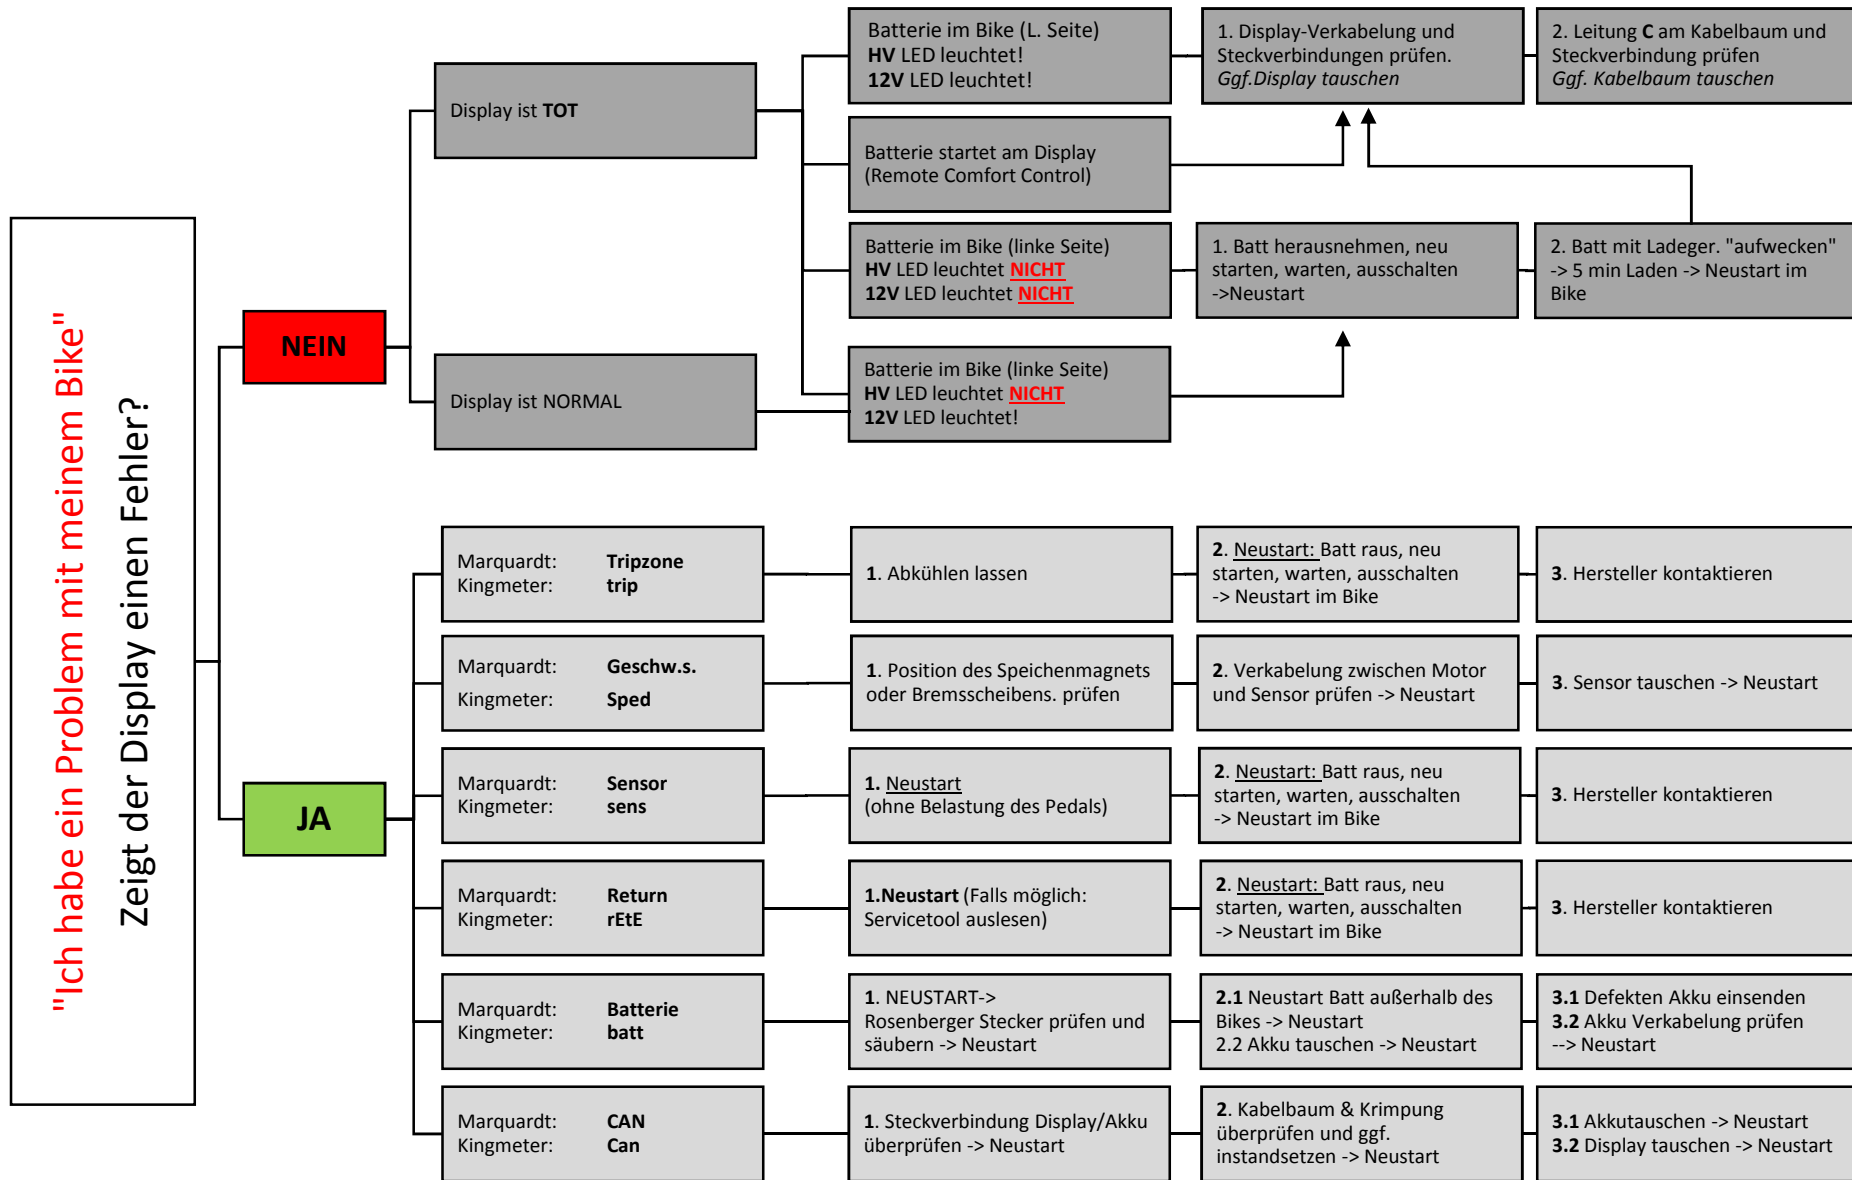 "Ich habe ein Problem mit meinem Bike"
Zeigt der Display einen Fehler?
NEIN
Display ist TOT
Batterie im Bike (L. Seite)
HV LED leuchtet!
12V LED leuchtet!
1. Display-Verkabelung und
Steckverbindungen prüfen.
Ggf.Display tauschen
2. Leitung C am Kabelbaum und
Steckverbindung prüfen
Ggf. Kabelbaum tauschen
Batterie startet am Display
(Remote Comfort Control)
Batterie im Bike (linke Seite)
HV LED leuchtet NICHT
12V LED leuchtet NICHT
1. Batt herausnehmen, neu
starten, warten, ausschalten
->Neustart
2. Batt mit Ladeger. "aufwecken"
-> 5 min Laden -> Neustart im
Bike
Display ist NORMAL
Batterie im Bike (linke Seite)
HV LED leuchtet NICHT
12V LED leuchtet!
JA
Marquardt: Tripzone
Kingmeter: trip
1. Abkühlen lassen
2. Neustart: Batt raus, neu
starten, warten, ausschalten
-> Neustart im Bike
3. Hersteller kontaktieren
Marquardt: Geschw.s.
Kingmeter: Sped
1. Position des Speichenmagnets
oder Bremsscheibens. prüfen
2. Verkabelung zwischen Motor
und Sensor prüfen -> Neustart
3. Sensor tauschen -> Neustart
Marquardt: Sensor
Kingmeter: sens
1. Neustart
(ohne Belastung des Pedals)
2. Neustart: Batt raus, neu
starten, warten, ausschalten
-> Neustart im Bike
3. Hersteller kontaktieren
Marquardt: Return
Kingmeter: rEtE
1.Neustart (Falls möglich:
Servicetool auslesen)
2. Neustart: Batt raus, neu
starten, warten, ausschalten
-> Neustart im Bike
3. Hersteller kontaktieren
Marquardt: Batterie
Kingmeter: batt
1. NEUSTART->
Rosenberger Stecker prüfen und
säubern -> Neustart
2.1 Neustart Batt außerhalb des
Bikes -> Neustart
2.2 Akku tauschen -> Neustart
3.1 Defekten Akku einsenden
3.2 Akku Verkabelung prüfen
--> Neustart
Marquardt: CAN
Kingmeter: Can
1. Steckverbindung Display/Akku
überprüfen -> Neustart
2. Kabelbaum & Krimpung
überprüfen und ggf.
instandsetzen -> Neustart
3.1 Akkutauschen -> Neustart
3.2 Display tauschen -> Neustart